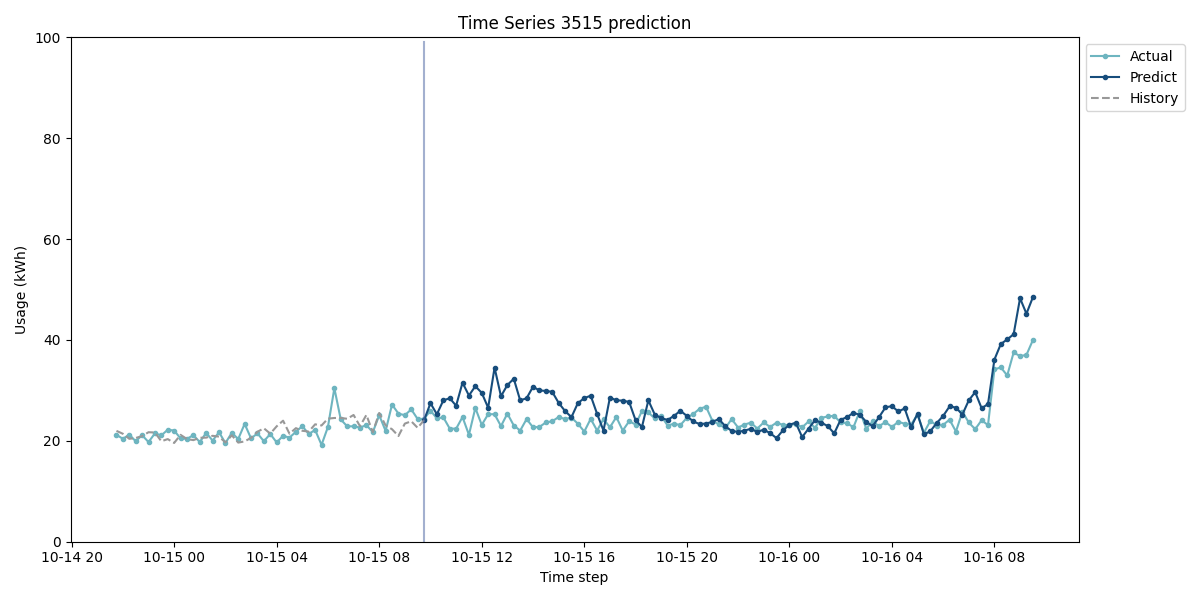 Time Series 3515 prediction
Actual
Predict
History
Usage (kWh)
100
80
60
40
20
0
10-14 20
10-15 00
10-15 04
10-15 08
10-15 12
10-15 16
10-15 20
10-16 00
10-16 04
10-16 08
Time step